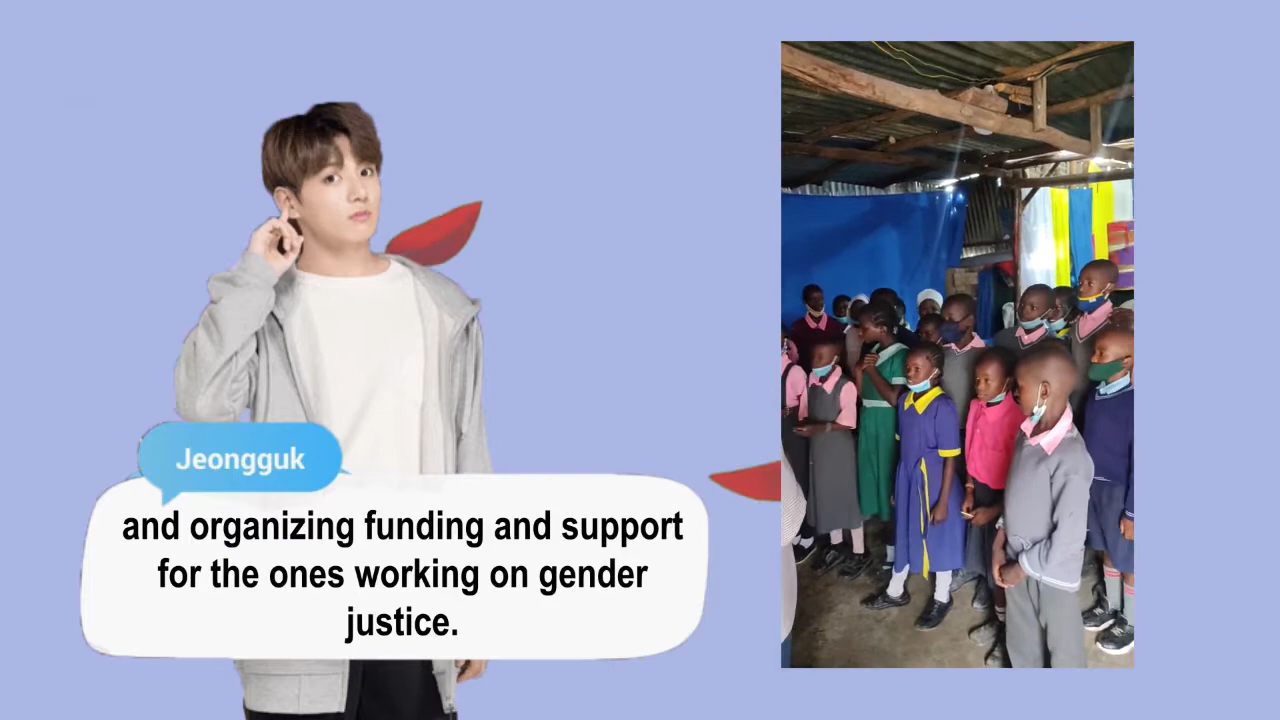 Jeongguk
and organizing funding and support
for the ones working on gender
justice.